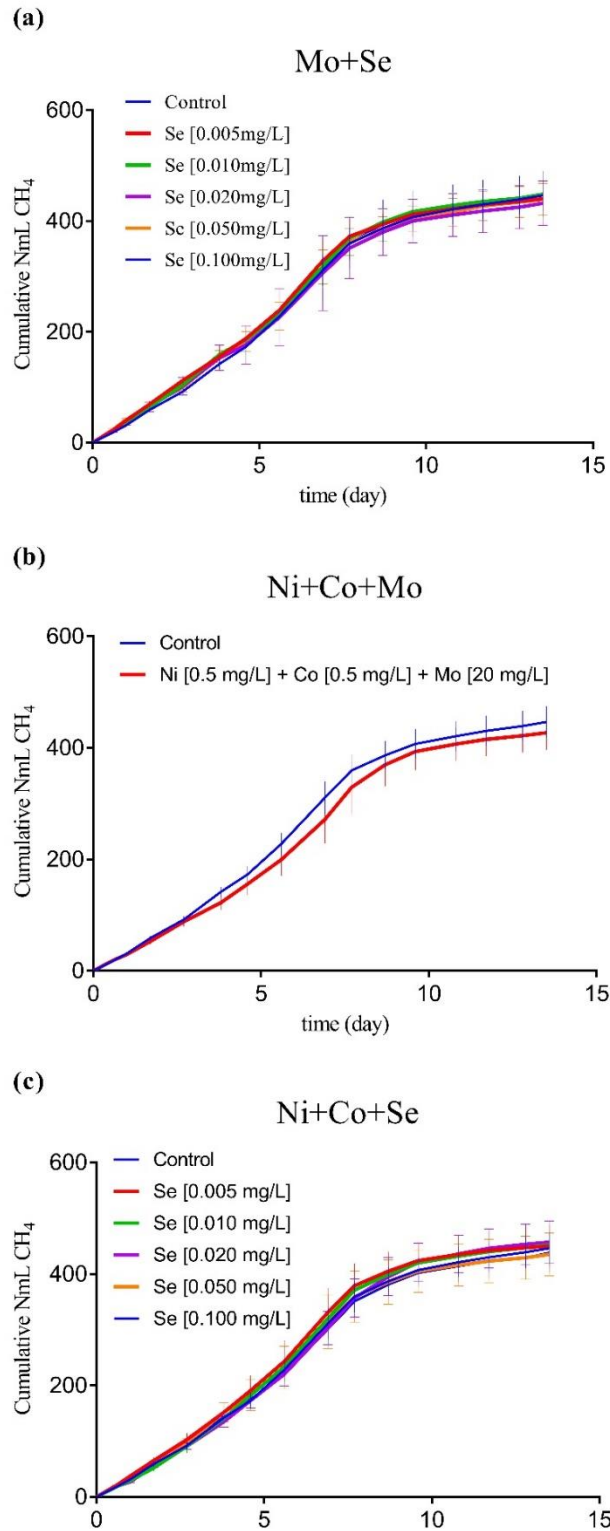 (a)
Mo+Se
Control
Se [0.005mg/L]
Se [0.010mg/L]
Se [0.020mg/L]
Se [0.050mg/L]
Se [0.100mg/L]
600
400
200
0
Cumulative NmL CH4
0 5 10 15
time (day)
(b)
Ni+Co+Mo
Control
Ni [0.5 mg/L] + Co [0.5 mg/L] + Mo [20 mg/L]
600
400
200
0
Cumulative NmL CH4
0 5 10 15
time (day)
(c)
Ni+Co+Se
Control
Se [0.005 mg/L]
Se [0.010 mg/L]
Se [0.020 mg/L]
Se [0.050 mg/L]
Se [0.100 mg/L]
600
400
200
0
Cumulative NmL CH4
0 5 10 15